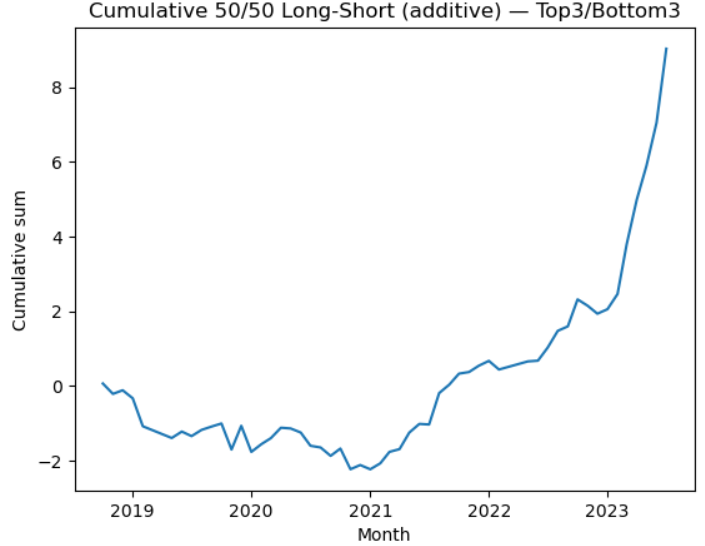 Cumulative 50/50 Long-Short (additive) — Top3/Bottom3
Cumulative sum
8
6
4
2
0
−2
2019 2020 2021 2022 2023
Month